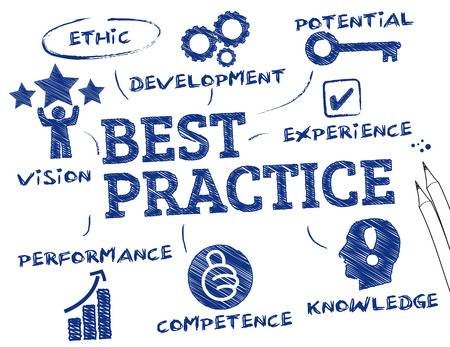 ETHIC
POTENTIAL
DEVELOPMENT
EXPERIENCE
BEST
PRACTICE
VISION
PERFORMANCE
COMPETENCE
KNOWLEDGE